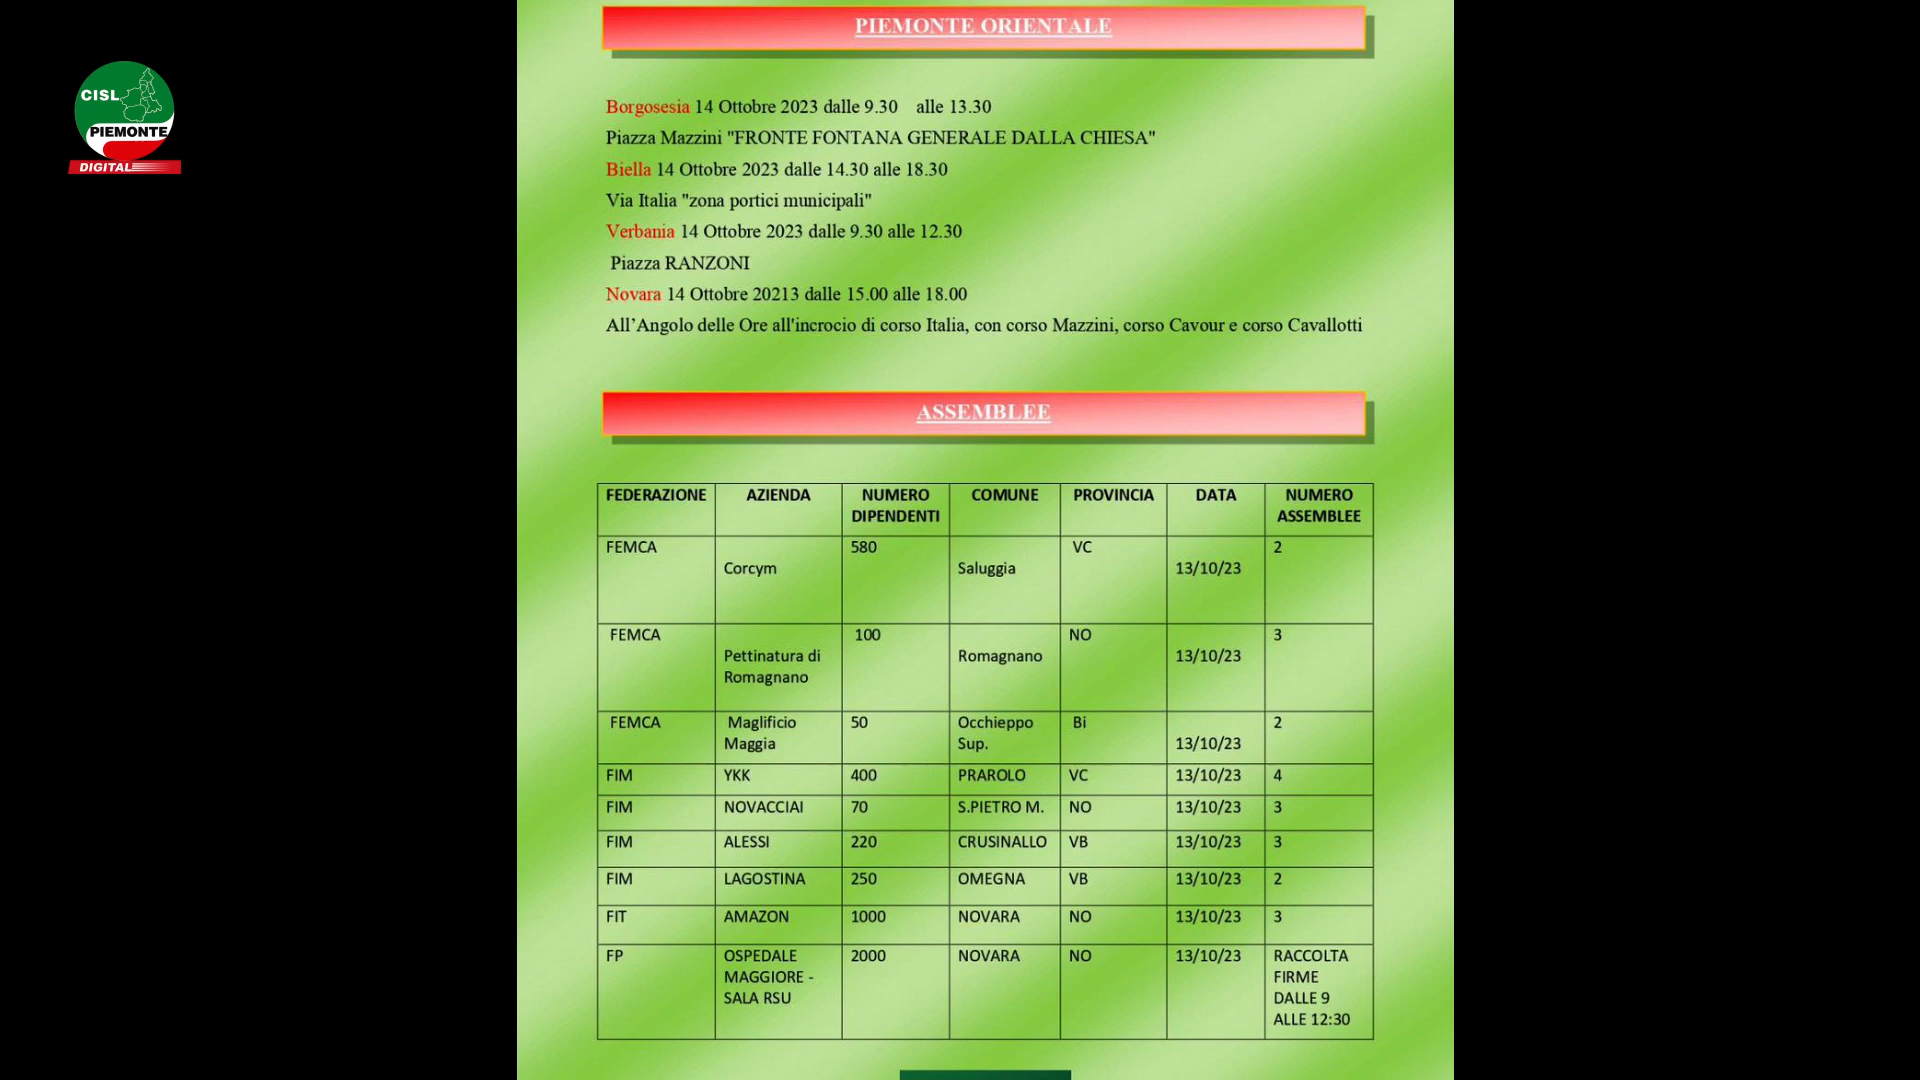 CISL
PIEMONTE
DIGITAL
PIEMONTE ORIENTALE
Borgosesia 14 Ottobre 2023 dalle 9.30 alle 13.30
Piazza Mazzini "FRONTE FONTANA GENERALE DALLA CHIESA"
Biella 14 Ottobre 2023 dalle 14.30 alle 18.30
Via Italia "zona portici municipali"
Verbania 14 Ottobre 2023 dalle 9.30 alle 12.30
Piazza RANZONI
Novara 14 Ottobre 20213 dalle 15.00 alle 18.00
All’Angolo delle Ore all'incrocio di corso Italia, con corso Mazzini, corso Cavour e corso Cavallotti
ASSEMBLEE
FEDERAZIONE AZIENDA NUMERO DIPENDENTI COMUNE PROVINCIA DATA NUMERO ASSEMBLEE
FEMCA Corcym 580 Saluggia VC 13/10/23 2
FEMCA Pettinatura di Romagnano 100 Romagnano NO 13/10/23 3
FEMCA Maglificio Maggia 50 Occhieppo Sup. Bi 13/10/23 2
FIM YKK 400 PRAROLO VC 13/10/23 4
FIM NOVACCIAI 70 S.PIETRO M. NO 13/10/23 3
FIM ALESSI 220 CRUSINALLO VB 13/10/23 3
FIM LAGOSTINA 250 OMEGNA VB 13/10/23 2
FIT AMAZON 1000 NOVARA NO 13/10/23 3
FP OSPEDALE MAGGIORE - SALA RSU 2000 NOVARA NO 13/10/23 RACCOLTA FIRME DALLE 9 ALLE 12:30